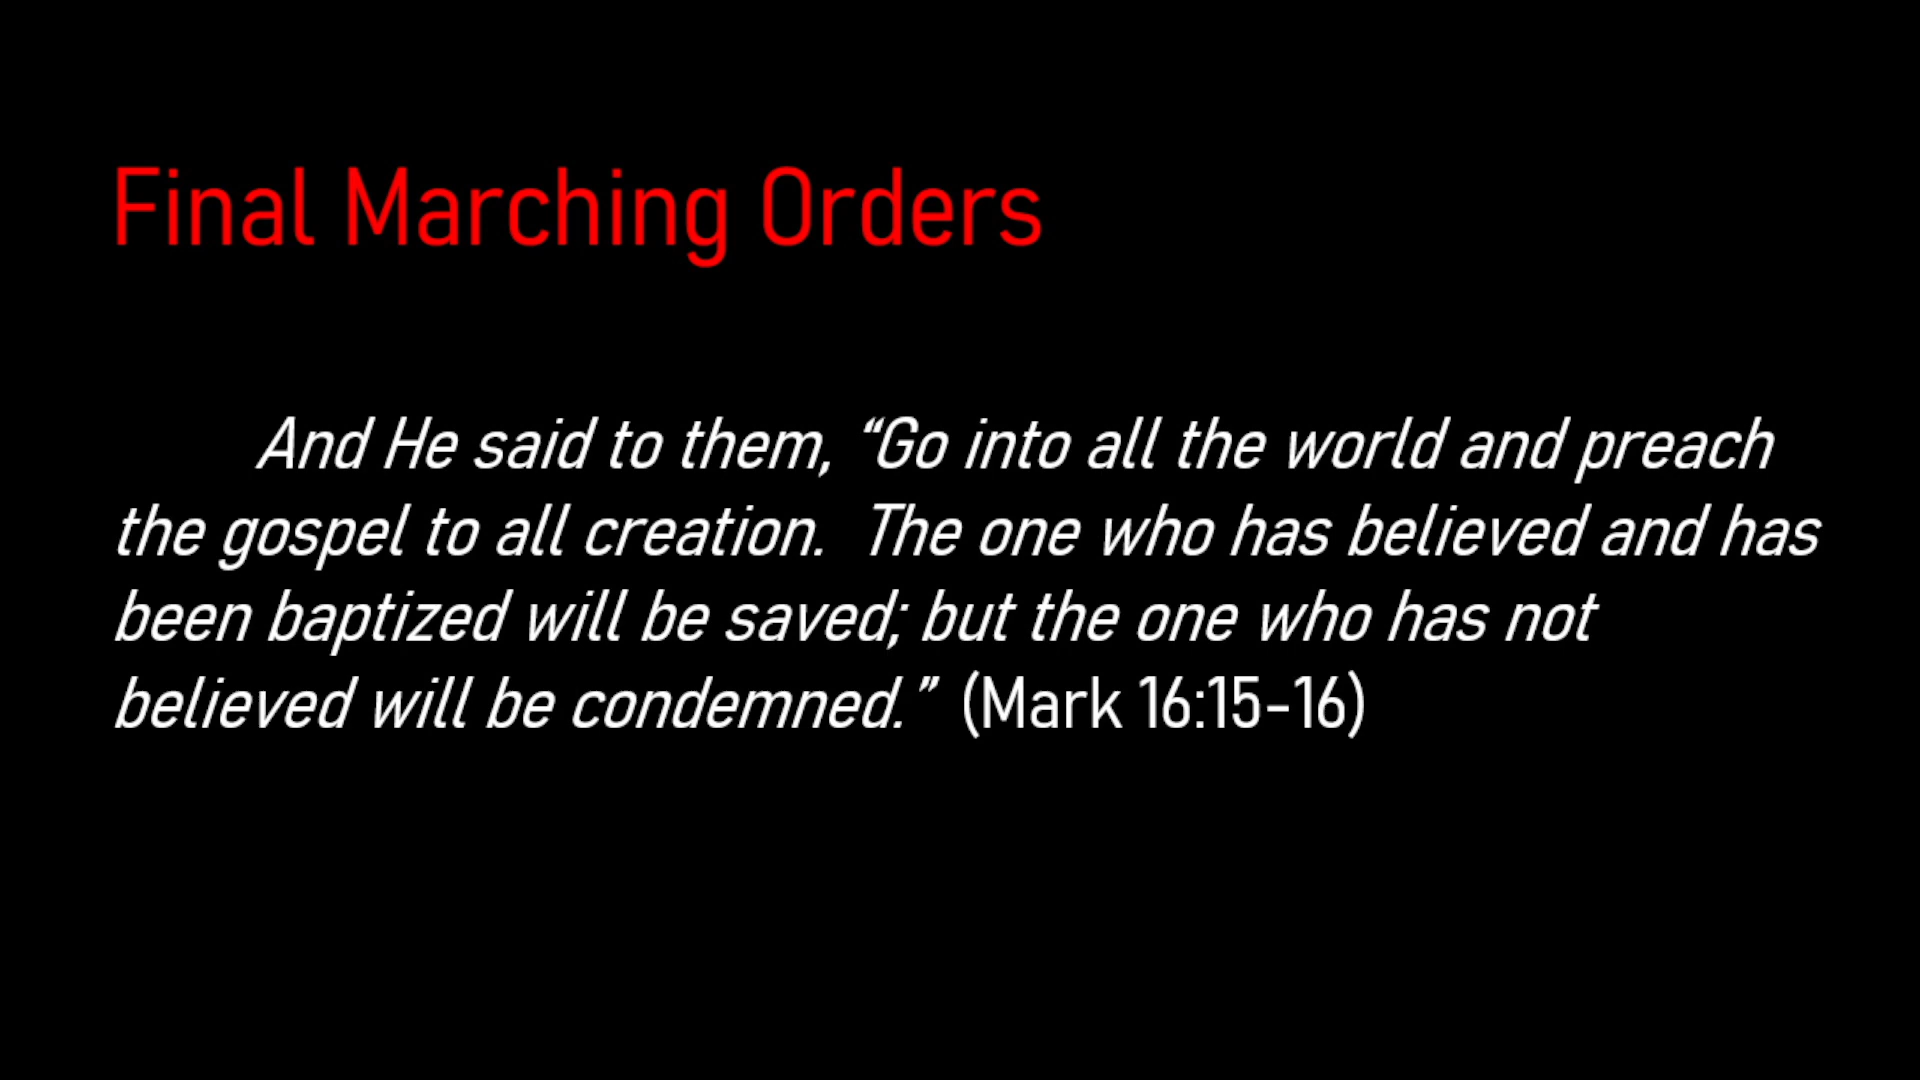 Final Marching Orders
And He said to them, “Go into all the world and preach
the gospel to all creation.  The one who has believed and has
been baptized will be saved; but the one who has not
believed will be condemned.”  (Mark 16:15-16)